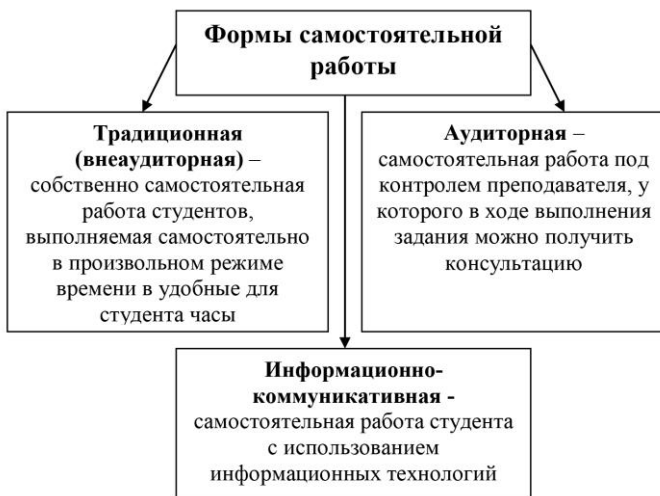 Формы самостоятельной
работы
Традиционная
(внеаудиторная) –
собственно самостоятельная
работа студентов,
выполняемая самостоятельно
в произвольном режиме
времени в удобные для
студента часы
Аудиторная –
самостоятельная работа под
контролем преподавателя, у
которого в ходе выполнения
задания можно получить
консультацию
Информационно-
коммуникативная -
самостоятельная работа студента
с использованием
информационных технологий